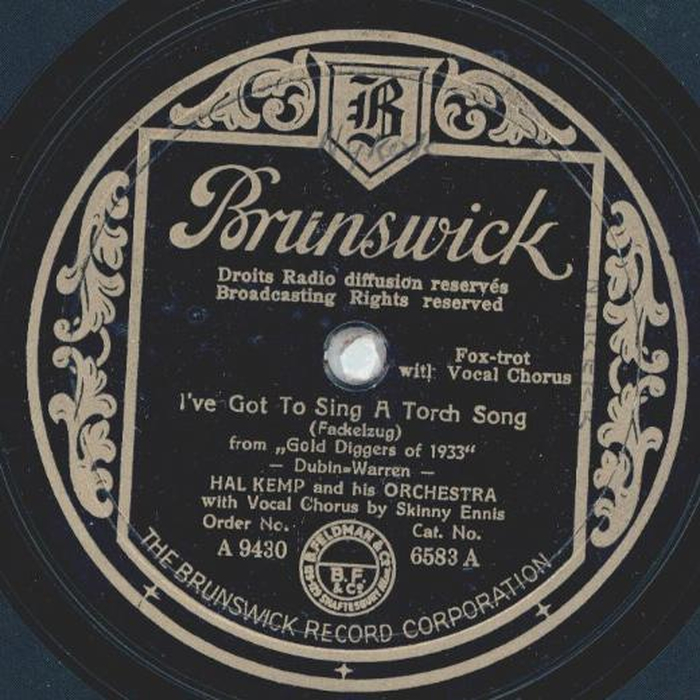 B
Brunswick
Droits Radio diffusion reservés
Broadcasting Rights reserved
Fox-trot
with Vocal Chorus
I've Got To Sing A Torch Song
(Fackelzug)
from „Gold Diggers of 1933“
— Dubin=Warren —
HAL KEMP and his ORCHESTRA
with Vocal Chorus by Skinny Ennis
Order No.
Cat. No.
A 9430
6583 A
B. FELDMAN & Co
B.F.
& Co.
SHAFTESBURY
THE BRUNSWICK RECORD CORPORATION